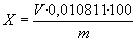 X = V·0,010811·100 / m